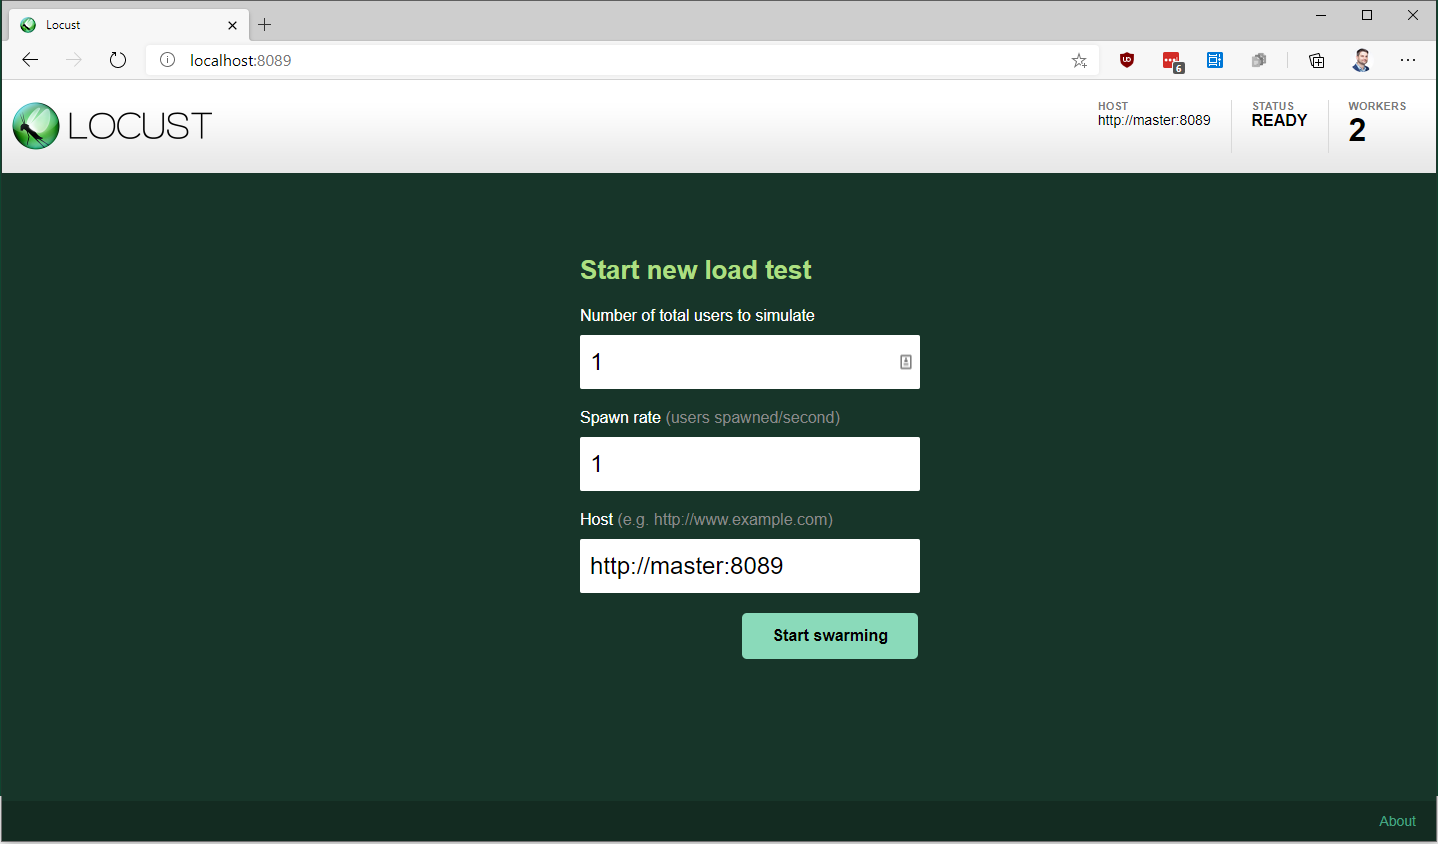 Locust
localhost:8089
6
LOCUST
HOST
http://master:8089
STATUS
READY
WORKERS
2
Start new load test
Number of total users to simulate
1
Spawn rate (users spawned/second)
1
Host (e.g. http://www.example.com)
http://master:8089
Start swarming
About